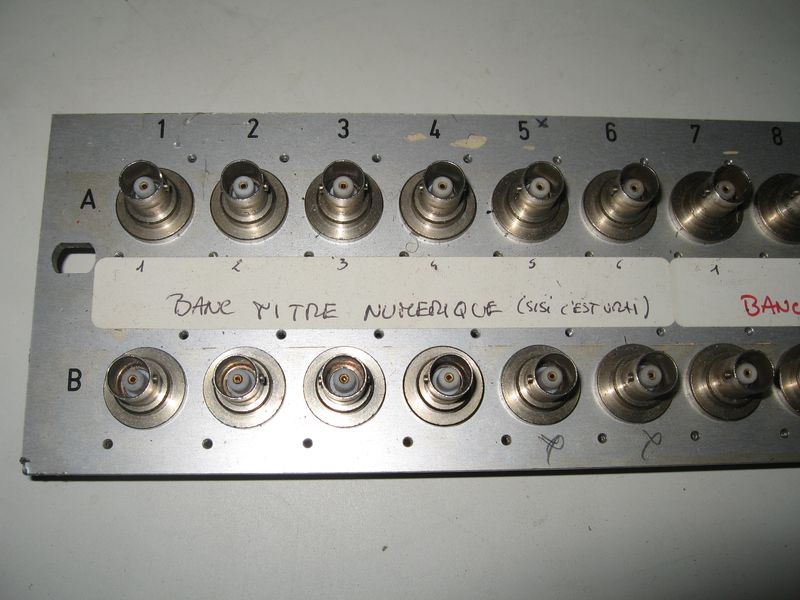 1 2 3 4 5 x 6 7 8
A
1 2 3 4 5 6 1
BANC TITRE NUMERIQUE (SISI C'EST VRAI) BANC
B
x x